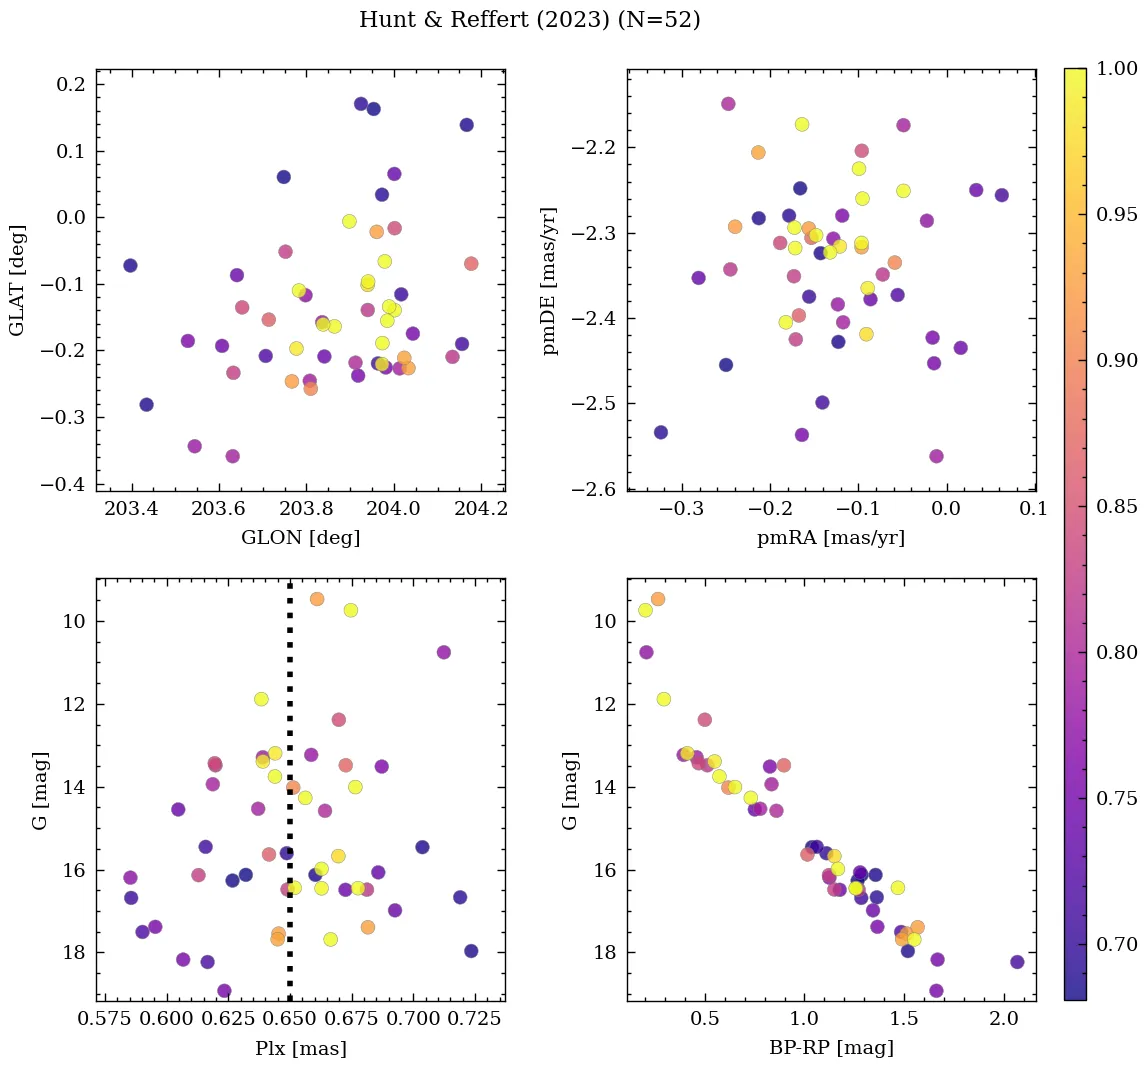 Hunt & Reffert (2023) (N=52)
0.2
0.1
0.0
−0.1
−0.2
−0.3
−0.4
GLAT [deg]
203.4 203.6 203.8 204.0 204.2
GLON [deg]
−2.2
−2.3
−2.4
−2.5
−2.6
pmDE [mas/yr]
−0.3 −0.2 −0.1 0.0 0.1
pmRA [mas/yr]
10
12
14
16
18
G [mag]
0.575 0.600 0.625 0.650 0.675 0.700 0.725
Plx [mas]
10
12
14
16
18
G [mag]
0.5 1.0 1.5 2.0
BP-RP [mag]
1.00
0.95
0.90
0.85
0.80
0.75
0.70